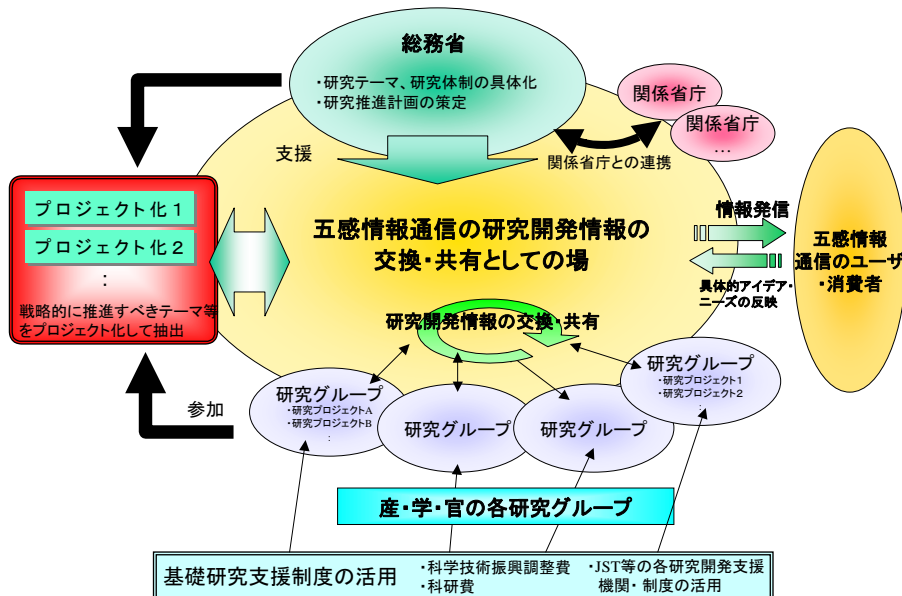 総務省
・研究テーマ、研究体制の具体化
・研究推進計画の策定
関係省庁
関係省庁
…
支援
関係省庁との連携
プロジェクト化1
プロジェクト化2
:
戦略的に推進すべきテーマ等
をプロジェクト化して抽出
五感情報通信の研究開発情報の
交換・共有としての場
情報発信
具体的アイデア・
ニーズの反映
五感情報
通信のユーザ
・消費者
研究開発情報の交換・共有
参加
研究グループ
・研究プロジェクトA
・研究プロジェクトB
:
研究グループ
研究グループ
研究グループ
・研究プロジェクト1
・研究プロジェクト2
:
産・学・官の各研究グループ
基礎研究支援制度の活用
・科学技術振興調整費
・科研費
・JST等の各研究開発支援
機関・制度の活用